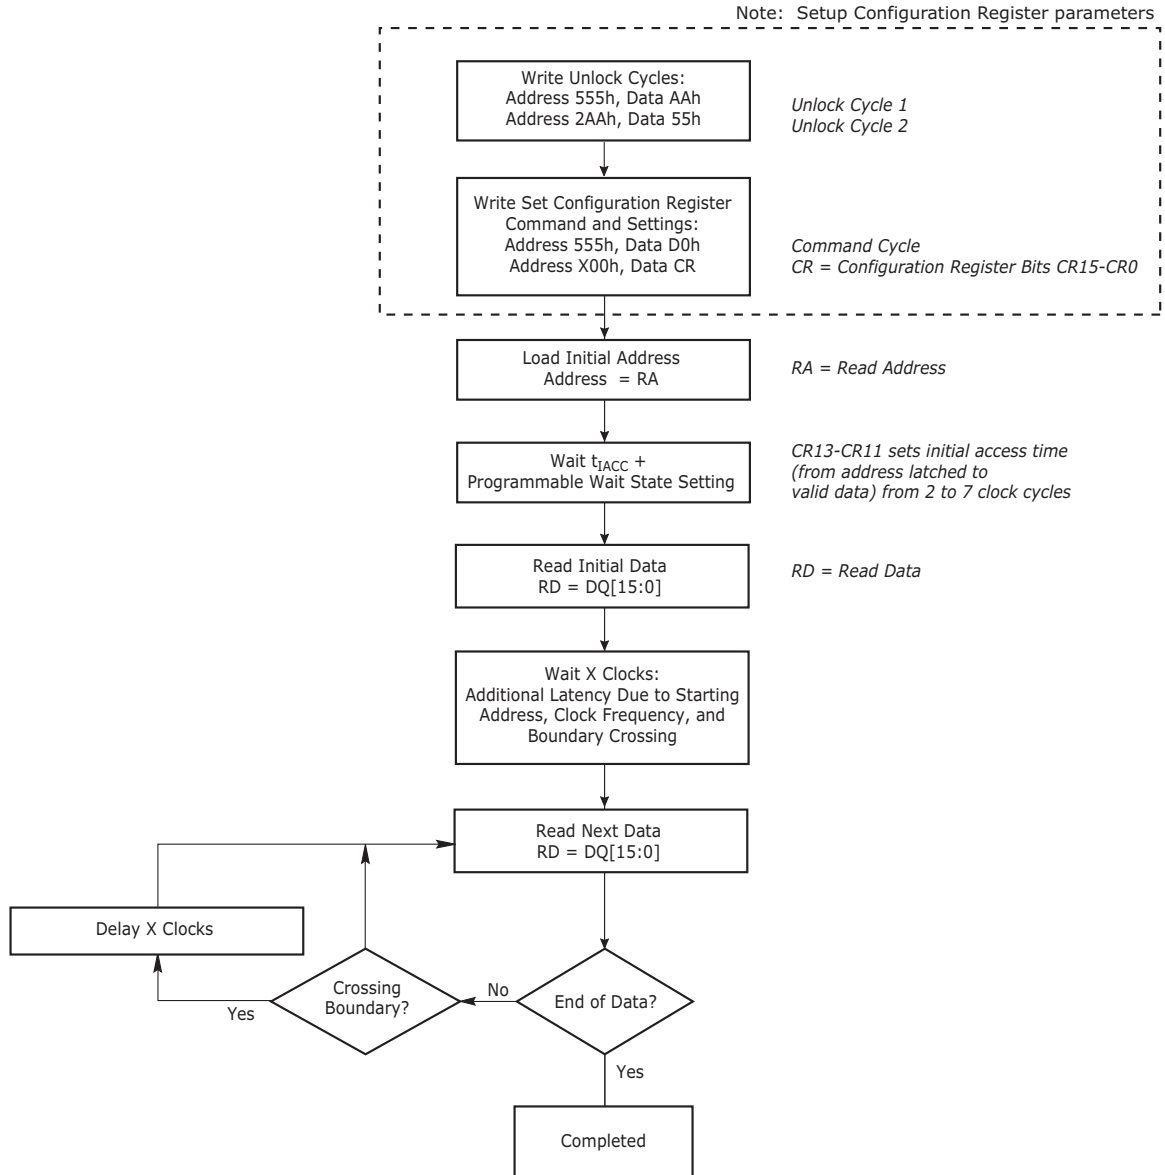 Note: Setup Configuration Register parameters
Write Unlock Cycles:
Address 555h, Data AAh
Address 2AAh, Data 55h
Unlock Cycle 1
Unlock Cycle 2
Write Set Configuration Register
Command and Settings:
Address 555h, Data D0h
Address X00h, Data CR
Command Cycle
CR = Configuration Register Bits CR15-CR0
Load Initial Address
Address = RA
RA = Read Address
Wait tIACC +
Programmable Wait State Setting
CR13-CR11 sets initial access time
(from address latched to
valid data) from 2 to 7 clock cycles
Read Initial Data
RD = DQ[15:0]
RD = Read Data
Wait X Clocks:
Additional Latency Due to Starting
Address, Clock Frequency, and
Boundary Crossing
Read Next Data
RD = DQ[15:0]
Delay X Clocks
Crossing
Boundary?
No
End of Data?
Yes
Yes
Completed